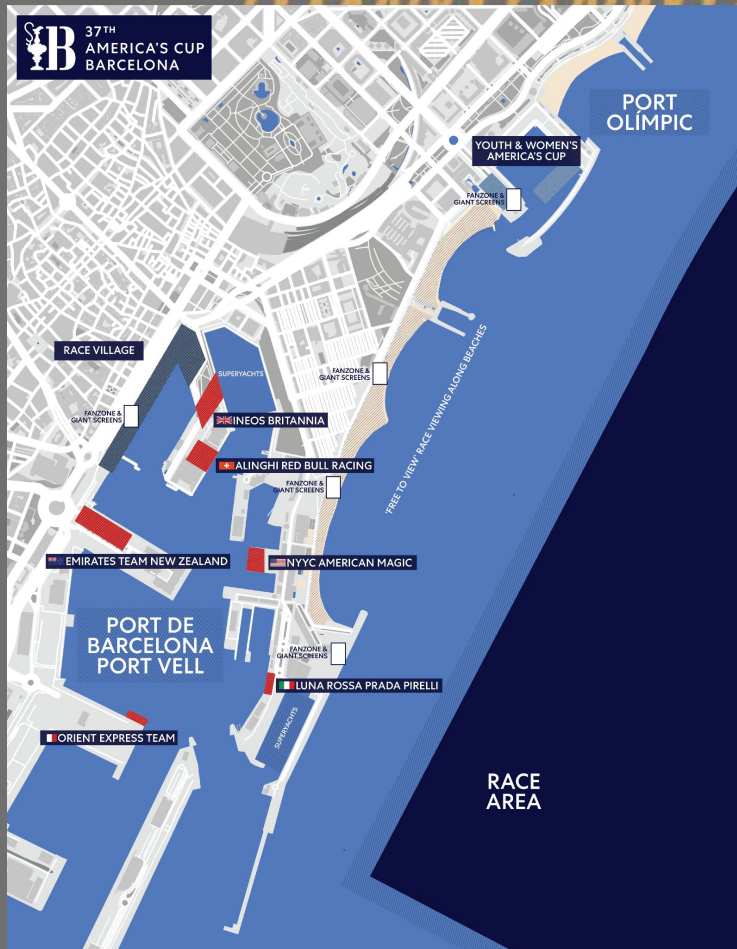 B
37TH
AMERICA'S CUP
BARCELONA
PORT
OLÍMPIC
YOUTH & WOMEN'S
AMERICA'S CUP
FANZONE &
GIANT SCREENS
RACE VILLAGE
SUPERYACHTS
FANZONE &
GIANT SCREENS
'FREE TO VIEW' RACE VIEWING ALONG BEACHES
FANZONE &
GIANT SCREENS
INEOS BRITANNIA
ALINGHI RED BULL RACING
FANZONE &
GIANT SCREENS
EMIRATES TEAM NEW ZEALAND
NYYC AMERICAN MAGIC
PORT DE
BARCELONA
PORT VELL
FANZONE &
GIANT SCREENS
LUNA ROSSA PRADA PIRELLI
SUPERYACHTS
ORIENT EXPRESS TEAM
RACE
AREA